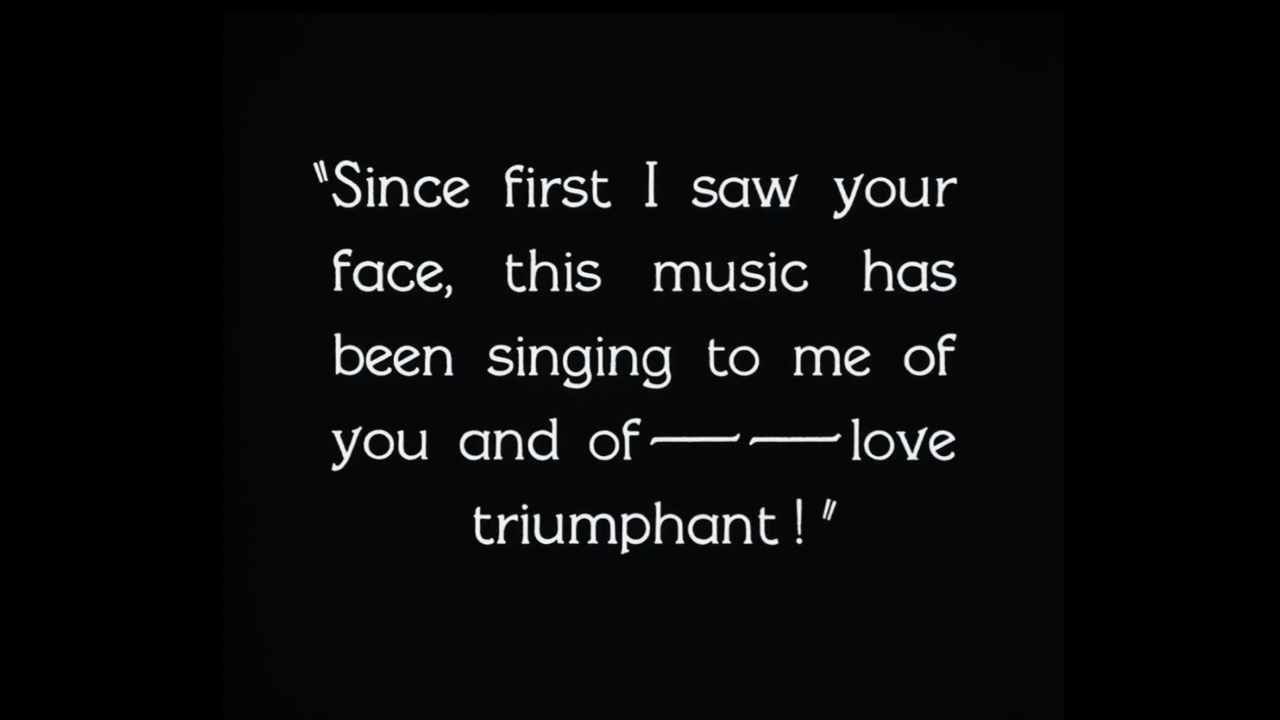 "Since first I saw your
face, this music has
been singing to me of
you and of — — love
triumphant! "